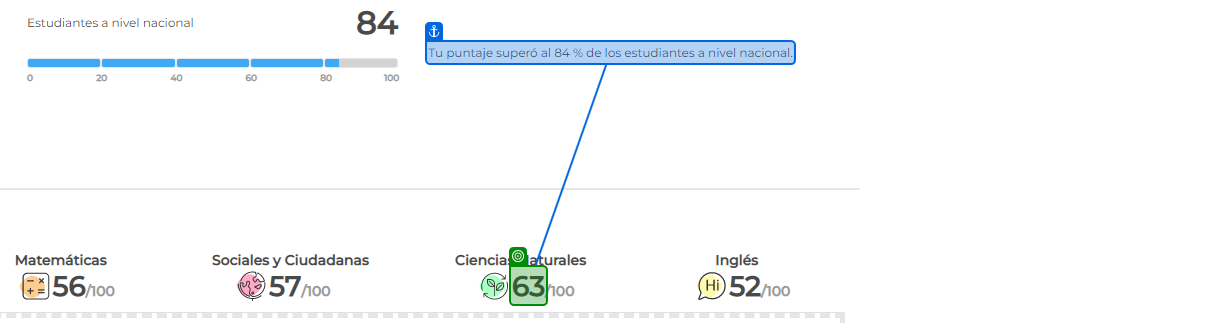 Estudiantes a nivel nacional
84
Tu puntaje superó al 84 % de los estudiantes a nivel nacional.
0 20 40 60 80 100
Matemáticas Sociales y Ciudadanas Ciencias Naturales Inglés
56/100 57/100 63/100 Hi 52/100